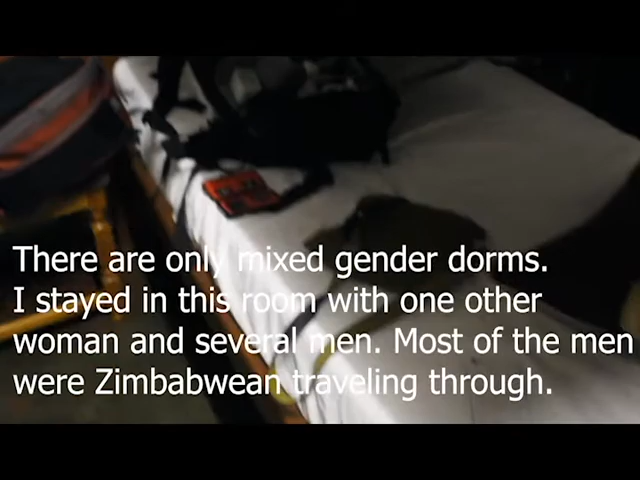 There are only mixed gender dorms.
I stayed in this room with one other
woman and several men. Most of the men
were Zimbabwean traveling through.